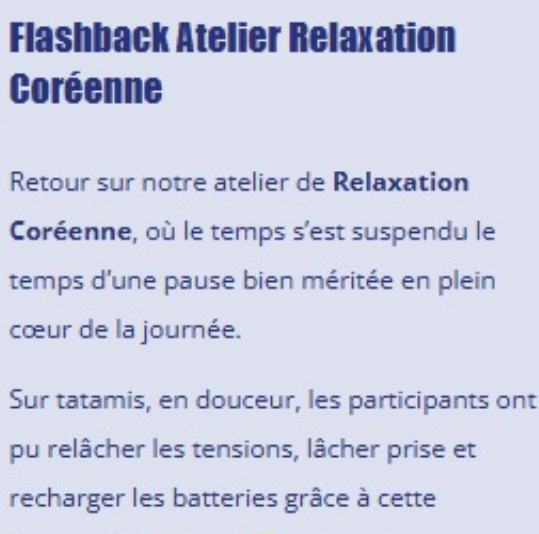 Flashback Atelier Relaxation
Coréenne
Retour sur notre atelier de Relaxation
Coréenne, où le temps s’est suspendu le
temps d’une pause bien méritée en plein
cœur de la journée.
Sur tatamis, en douceur, les participants ont
pu relâcher les tensions, lâcher prise et
recharger les batteries grâce à cette